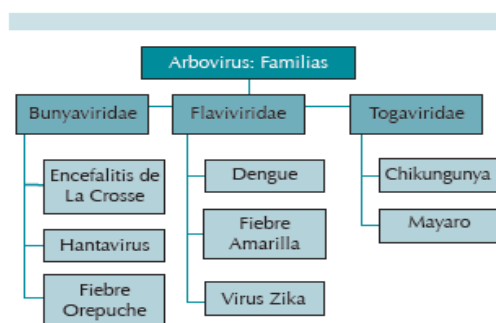 Arbovirus: Familias
Bunyaviridae
Flaviviridae
Togaviridae
Encefalitis de
La Crosse
Hantavirus
Fiebre
Orepuche
Dengue
Fiebre
Amarilla
Virus Zika
Chikungunya
Mayaro